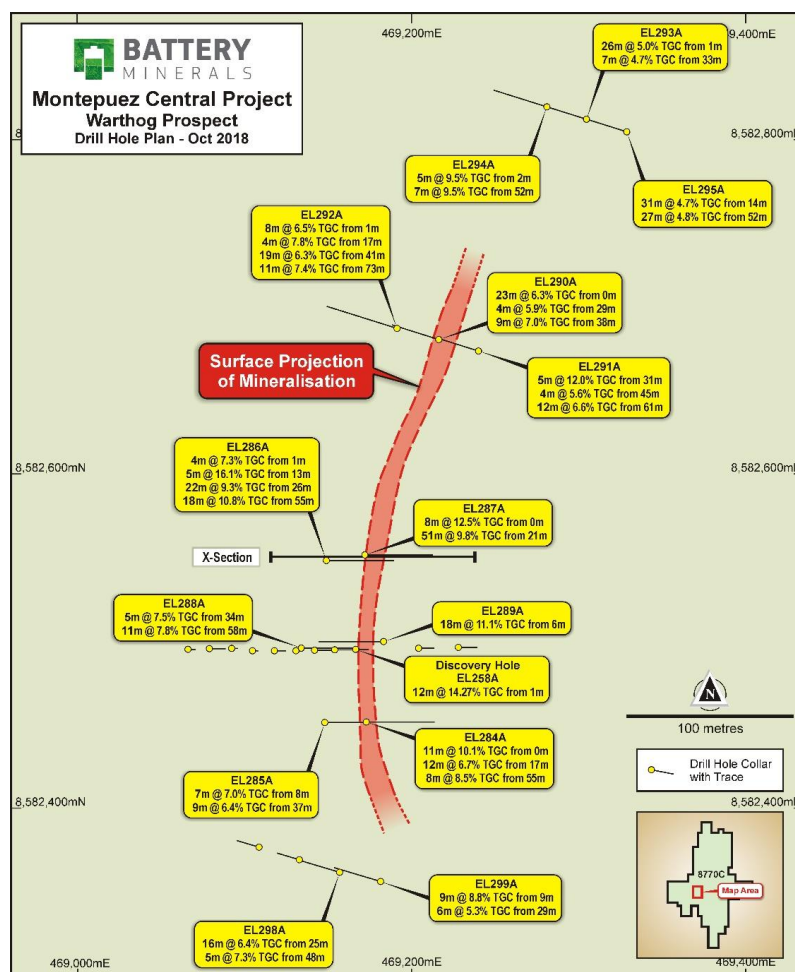 469,200mE
9,400mE
BATTERY
MINERALS
Montepuez Central Project
Warthog Prospect
Drill Hole Plan - Oct 2018
EL293A
26m @ 5.0% TGC from 1m
7m @ 4.7% TGC from 33m
8,582,800mN
EL294A
5m @ 9.5% TGC from 2m
7m @ 9.5% TGC from 52m
EL295A
31m @ 4.7% TGC from 14m
27m @ 4.8% TGC from 52m
EL292A
8m @ 6.5% TGC from 1m
4m @ 7.8% TGC from 17m
19m @ 6.3% TGC from 41m
11m @ 7.4% TGC from 73m
EL290A
23m @ 6.3% TGC from 0m
4m @ 5.9% TGC from 29m
9m @ 7.0% TGC from 38m
Surface Projection
of Mineralisation
EL291A
5m @ 12.0% TGC from 31m
4m @ 5.6% TGC from 45m
12m @ 6.6% TGC from 61m
EL286A
4m @ 7.3% TGC from 1m
5m @ 16.1% TGC from 13m
22m @ 9.3% TGC from 26m
18m @ 10.8% TGC from 55m
8,582,600mN
8,582,600mN
EL287A
8m @ 12.5% TGC from 0m
51m @ 9.8% TGC from 21m
X-Section
EL288A
5m @ 7.5% TGC from 34m
11m @ 7.8% TGC from 58m
EL289A
18m @ 11.1% TGC from 6m
Discovery Hole
EL258A
12m @ 14.27% TGC from 1m
N
100 metres
EL284A
11m @ 10.1% TGC from 0m
12m @ 6.7% TGC from 17m
8m @ 8.5% TGC from 55m
Drill Hole Collar
with Trace
EL285A
7m @ 7.0% TGC from 8m
9m @ 6.4% TGC from 37m
8,582,400mN
8,582,400mN
8770C
Map Area
EL299A
9m @ 8.8% TGC from 9m
6m @ 5.3% TGC from 29m
EL298A
16m @ 6.4% TGC from 25m
5m @ 7.3% TGC from 48m
469,000mE
469,200mE
469,400mE